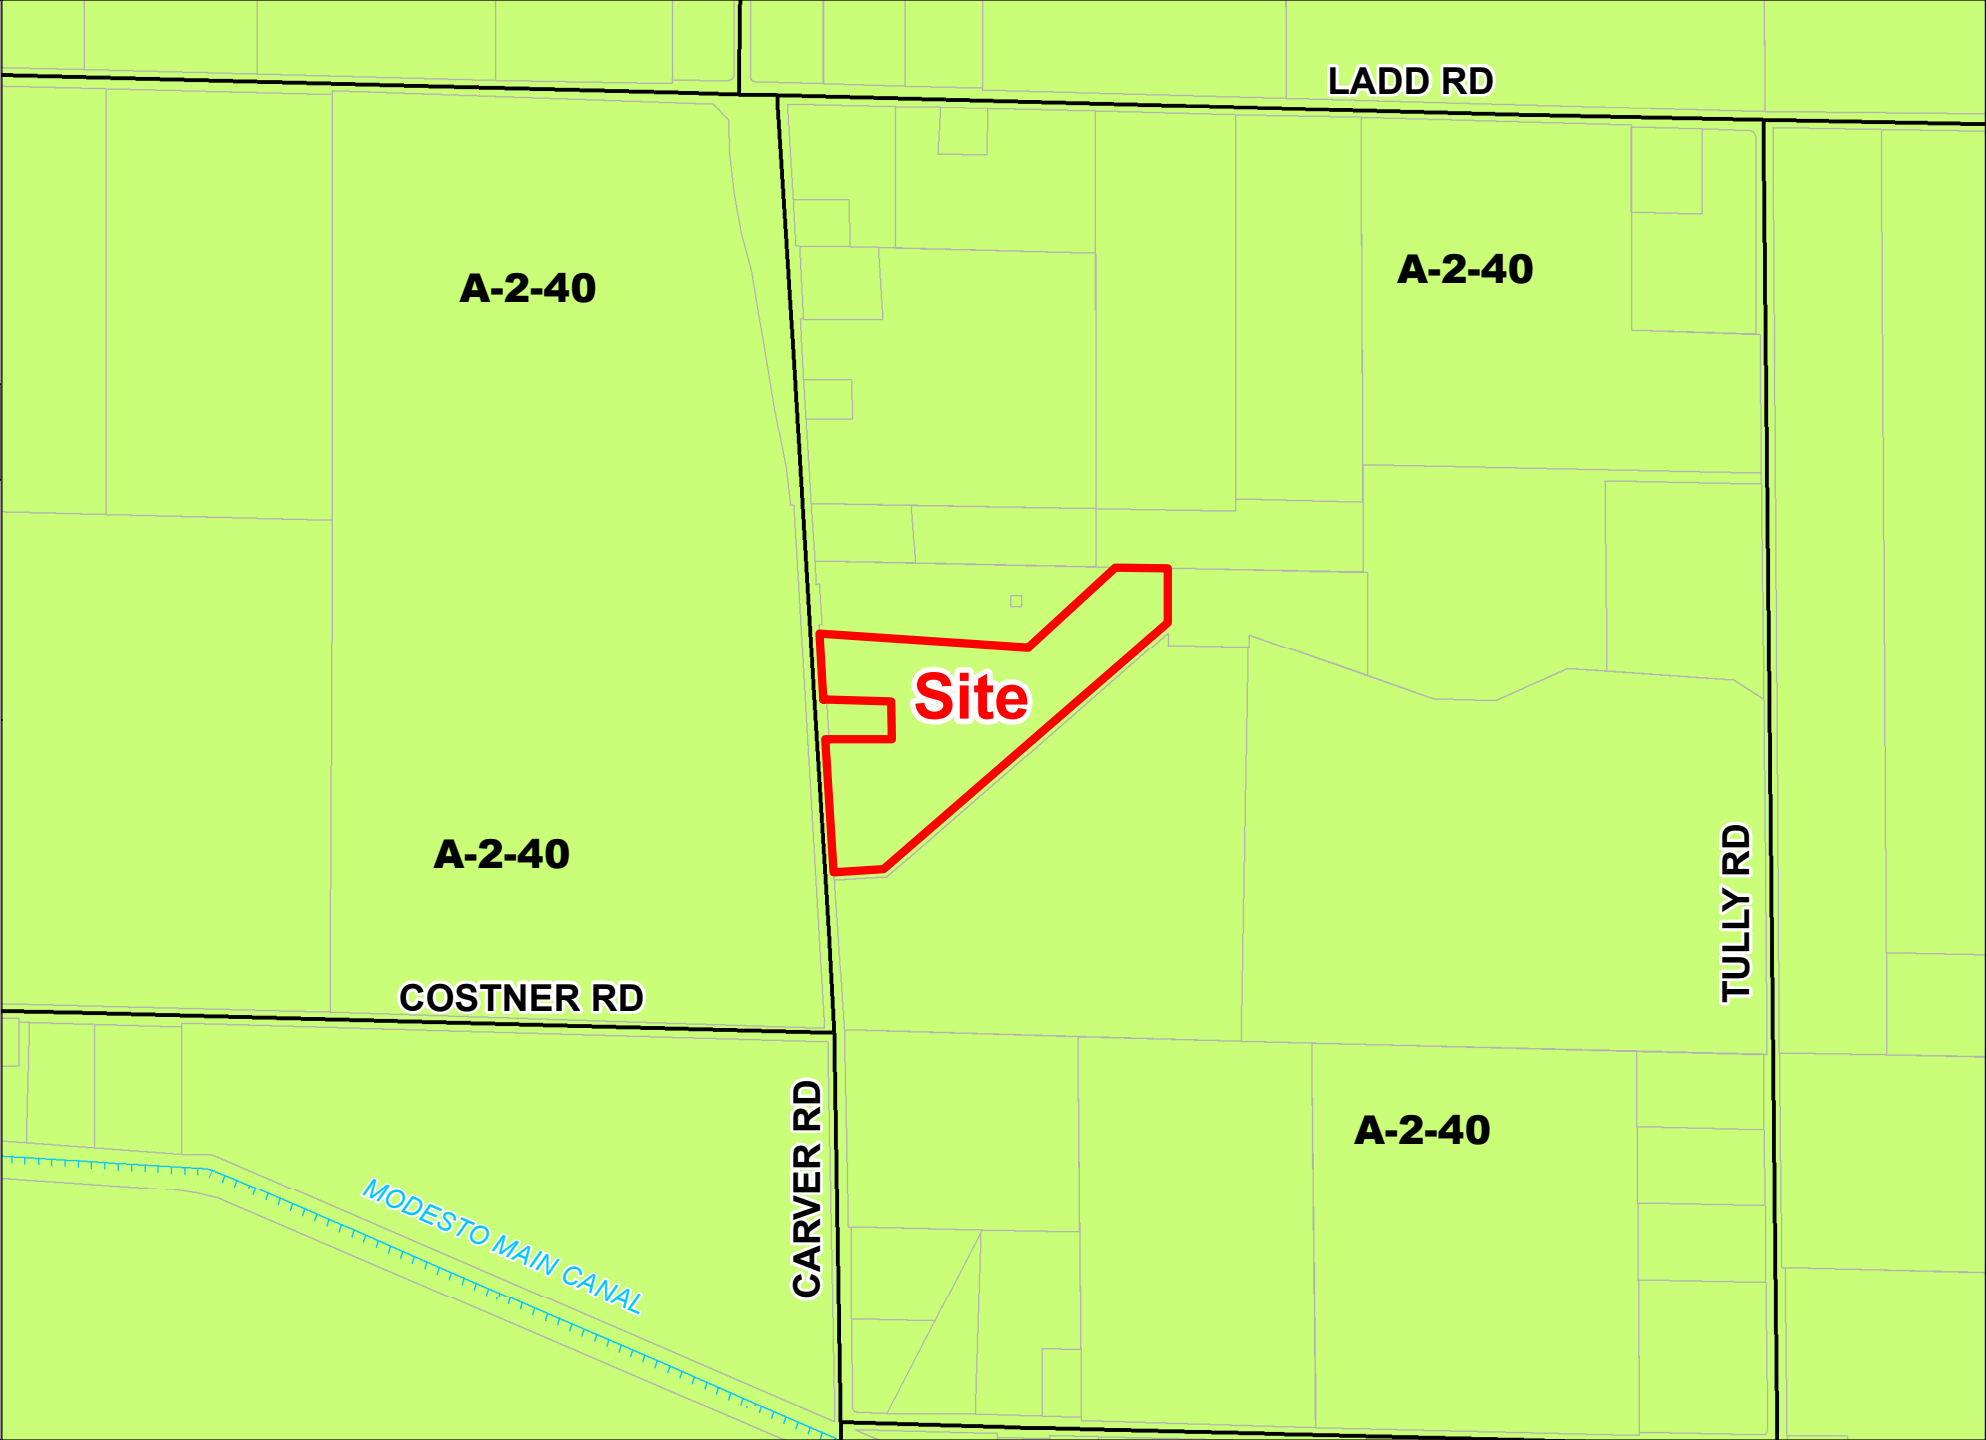 LADD RD
A-2-40
A-2-40
Site
A-2-40
TULLY RD
COSTNER RD
CARVER RD
A-2-40
MODESTO MAIN CANAL